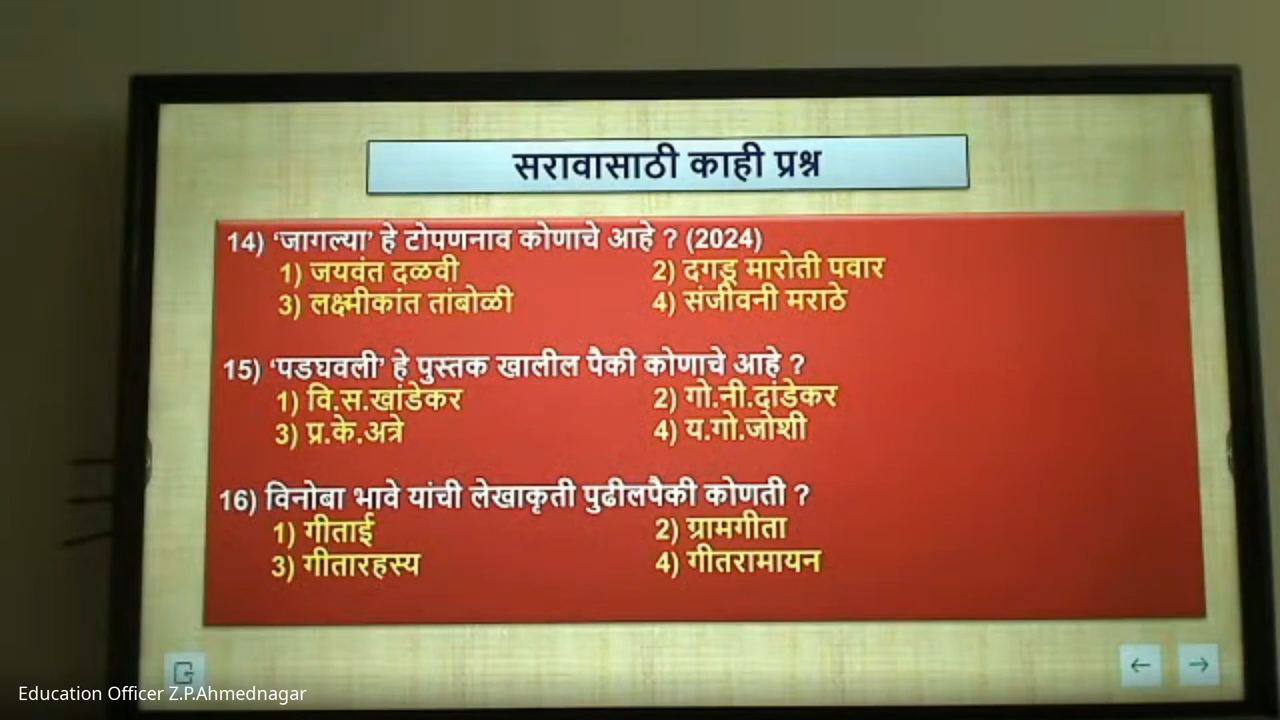 सरावासाठी काही प्रश्न
14) ‘जागल्या’ हे टोपणनाव कोणाचे आहे ? (2024)
1) जयवंत दळवी 2) दगडू मारोती पवार
3) लक्ष्मीकांत तांबोळी 4) संजीवनी मराठे
15) ‘पडघवली’ हे पुस्तक खालील पैकी कोणाचे आहे ?
1) वि.स.खांडेकर 2) गो.नी.दांडेकर
3) प्र.के.अत्रे 4) य.गो.जोशी
16) विनोबा भावे यांची लेखाकृती पुढीलपैकी कोणती ?
1) गीताई 2) ग्रामगीता
3) गीतारहस्य 4) गीतरामायन
Education Officer Z.P.Ahmednagar